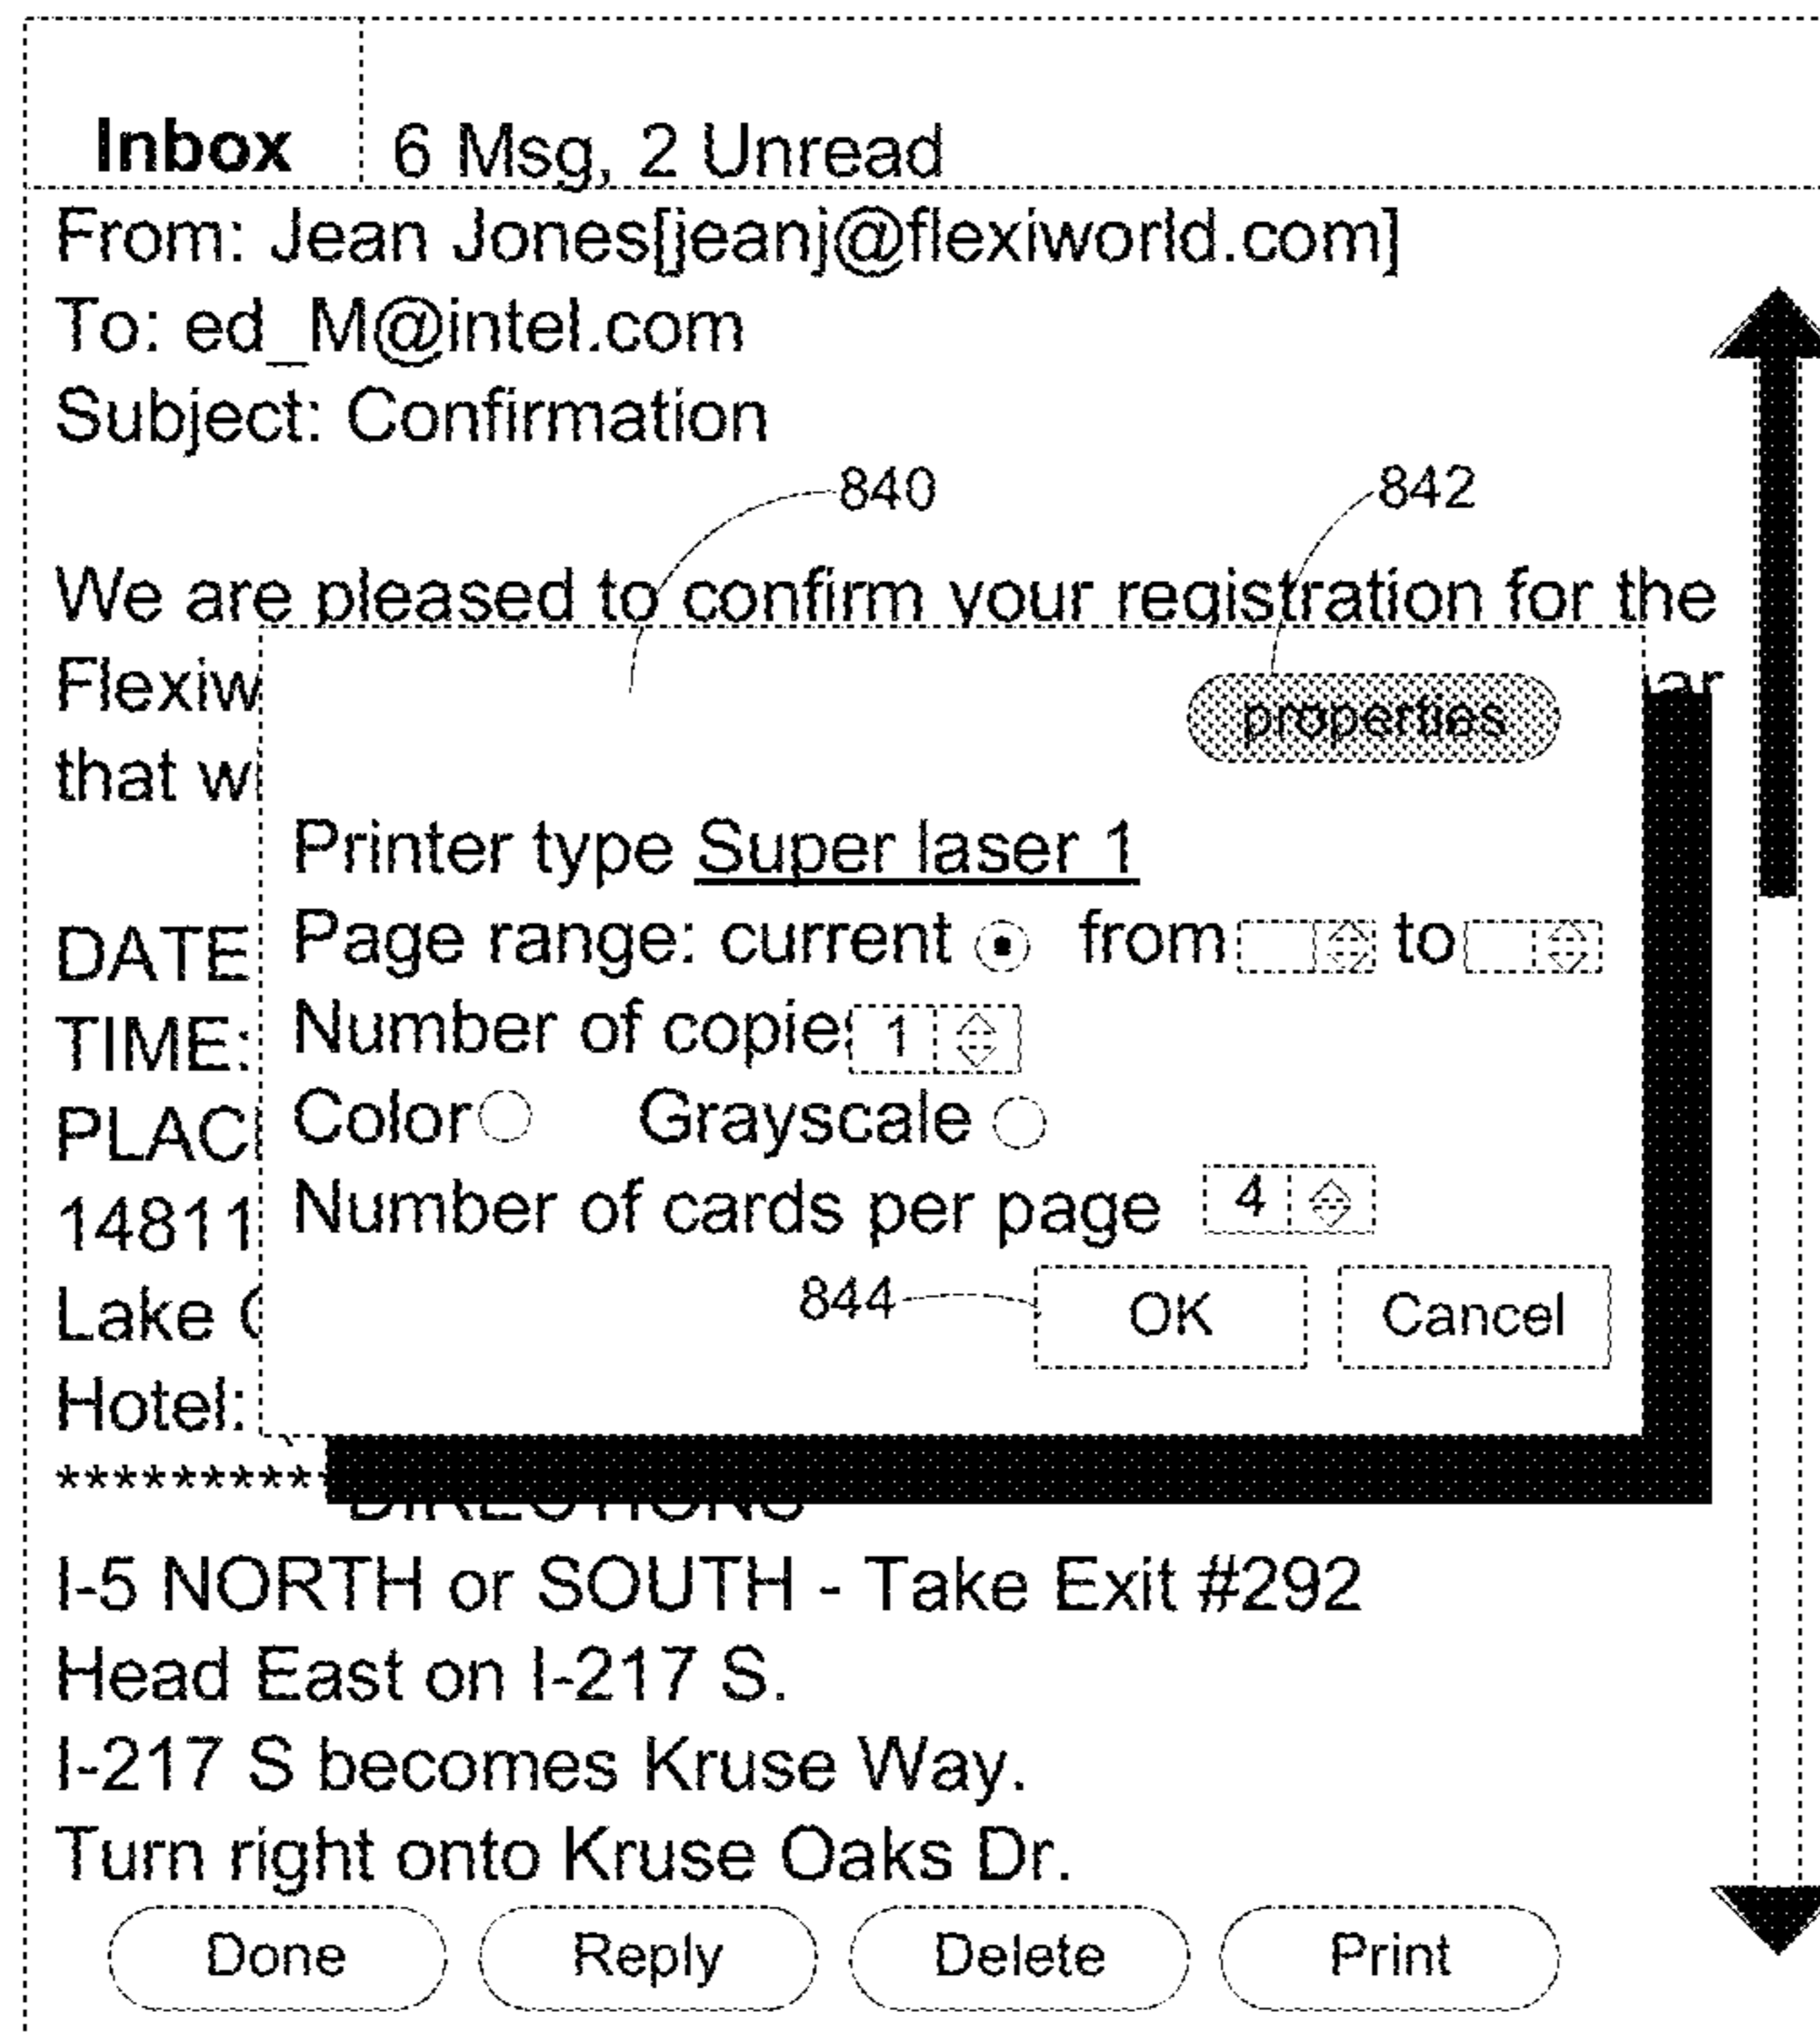 Inbox 6 Msg, 2 Unread
From: Jean Jones[jeanj@flexiworld.com]
To: ed_M@intel.com
Subject: Confirmation
840 842
We are pleased to confirm your registration for the
Flexiw ar
properties
that w
Printer type Super laser 1
DATE
Page range: current from to
TIME:
Number of copie 1
PLAC
Color Grayscale
14811
Number of cards per page 4
Lake
844 OK Cancel
Hotel:
**********
DIRECTIONS
I-5 NORTH or SOUTH - Take Exit #292
Head East on I-217 S.
I-217 S becomes Kruse Way.
Turn right onto Kruse Oaks Dr.
Done Reply Delete Print